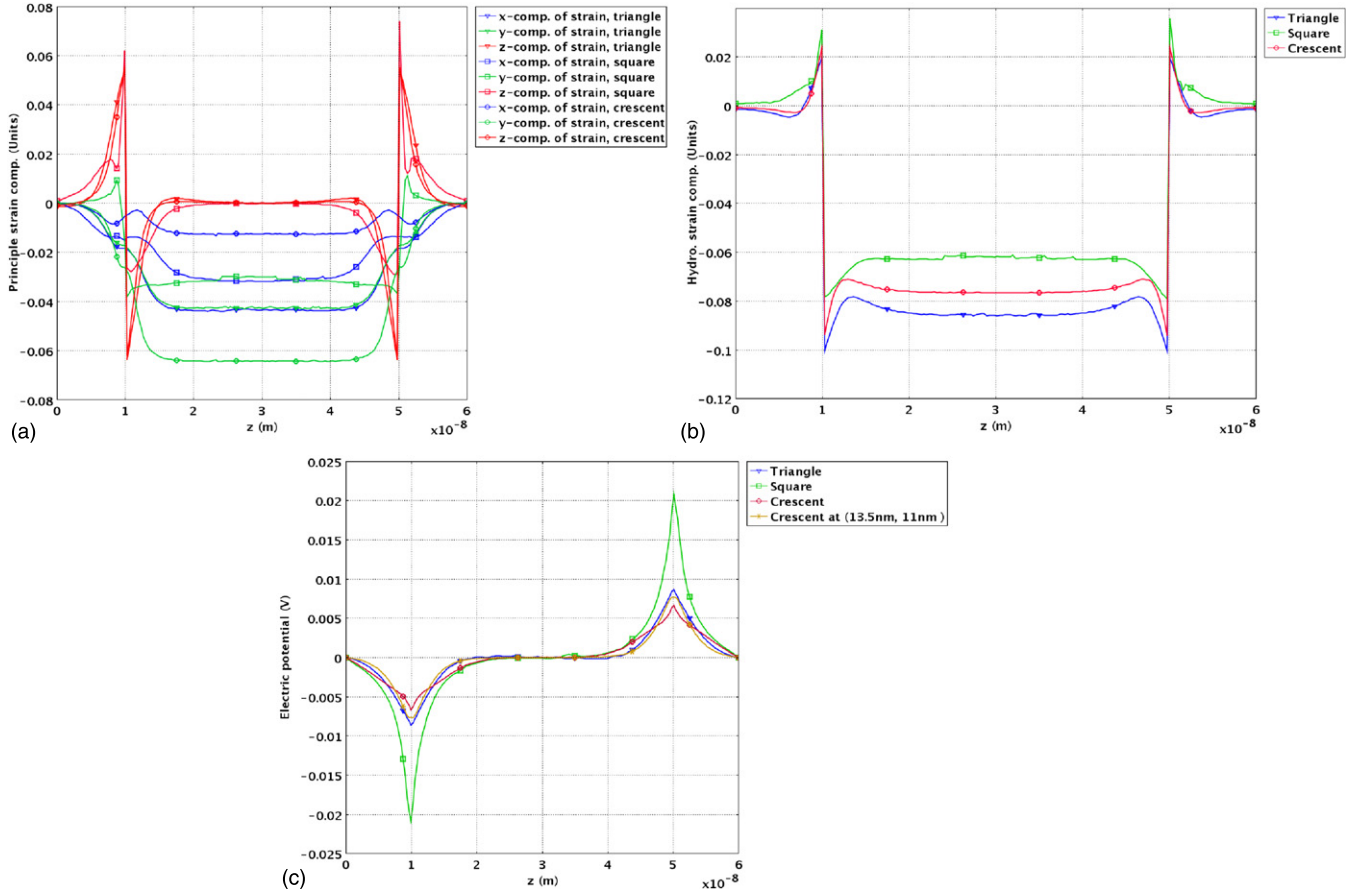 0.08
0.06
0.04
0.02
0
−0.02
−0.04
−0.06
−0.08
Principle strain comp. (Units)
0 1 2 3 4 5 6
z (m)
x10⁻⁸
x-comp. of strain, triangle
y-comp. of strain, triangle
z-comp. of strain, triangle
x-comp. of strain, square
y-comp. of strain, square
z-comp. of strain, square
x-comp. of strain, crescent
y-comp. of strain, crescent
z-comp. of strain, crescent
(a)
0.02
0
−0.02
−0.04
−0.06
−0.08
−0.1
−0.12
Hydro. strain comp. (Units)
0 1 2 3 4 5 6
z (m)
x10⁻⁸
Triangle
Square
Crescent
(b)
0.025
0.02
0.015
0.01
0.005
0
−0.005
−0.01
−0.015
−0.02
−0.025
Electric potential (V)
0 1 2 3 4 5 6
z (m)
x10⁻⁸
Triangle
Square
Crescent
Crescent at (13.5nm, 11nm )
(c)